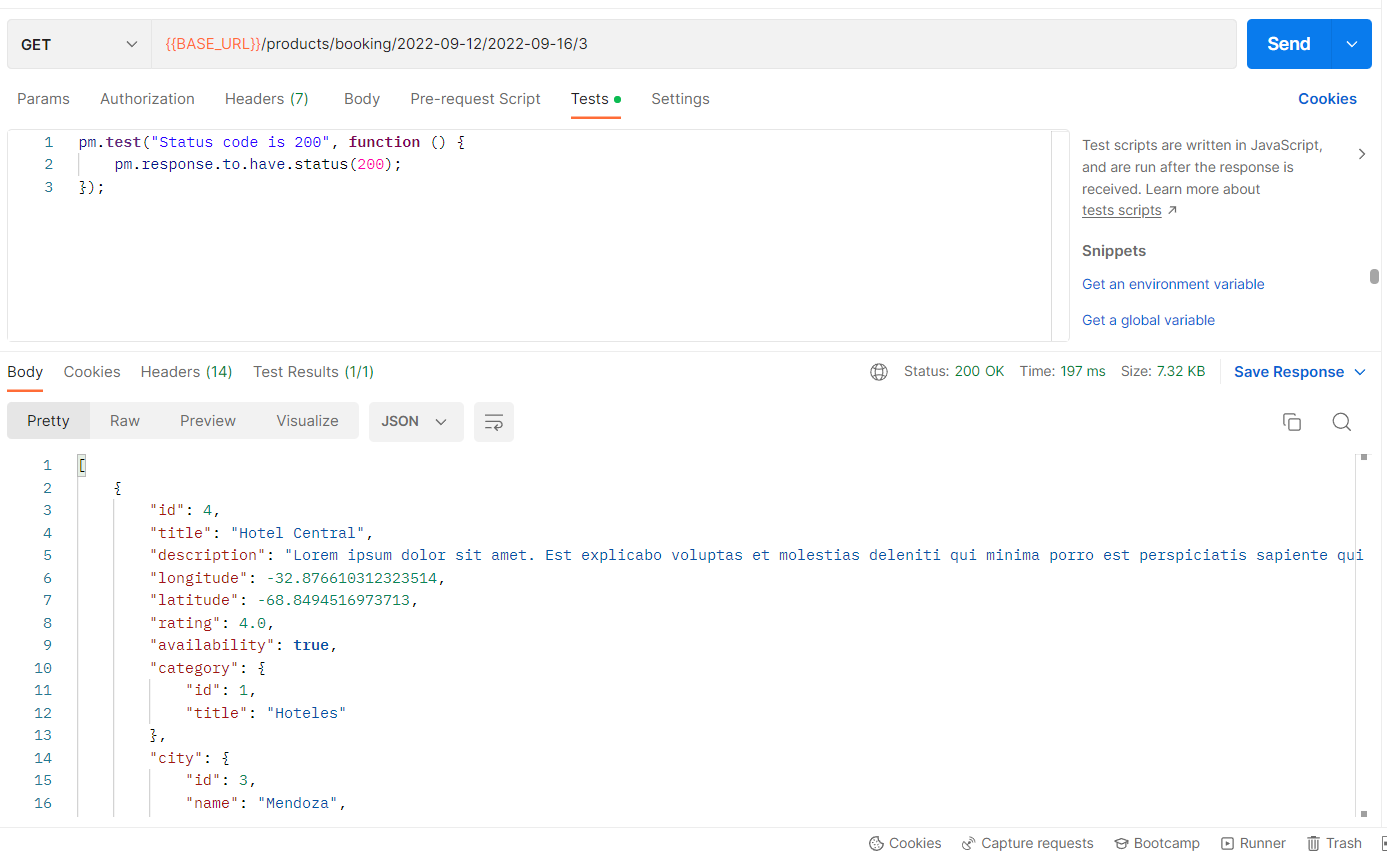 GET {{BASE_URL}}/products/booking/2022-09-12/2022-09-16/3 Send
Params Authorization Headers (7) Body Pre-request Script Tests Settings Cookies
1 pm.test("Status code is 200", function () {
2 pm.response.to.have.status(200);
3 });
Test scripts are written in JavaScript,
and are run after the response is
received. Learn more about
tests scripts ↗
Snippets
Get an environment variable
Get a global variable
Body Cookies Headers (14) Test Results (1/1) Status: 200 OK Time: 197 ms Size: 7.32 KB Save Response
Pretty Raw Preview Visualize JSON
1 [
2 {
3 "id": 4,
4 "title": "Hotel Central",
5 "description": "Lorem ipsum dolor sit amet. Est explicabo voluptas et molestias deleniti qui minima porro est perspiciatis sapiente qui
6 "longitude": -32.876610312323514,
7 "latitude": -68.8494516973713,
8 "rating": 4.0,
9 "availability": true,
10 "category": {
11 "id": 1,
12 "title": "Hoteles"
13 },
14 "city": {
15 "id": 3,
16 "name": "Mendoza",
Cookies Capture requests Bootcamp Runner Trash